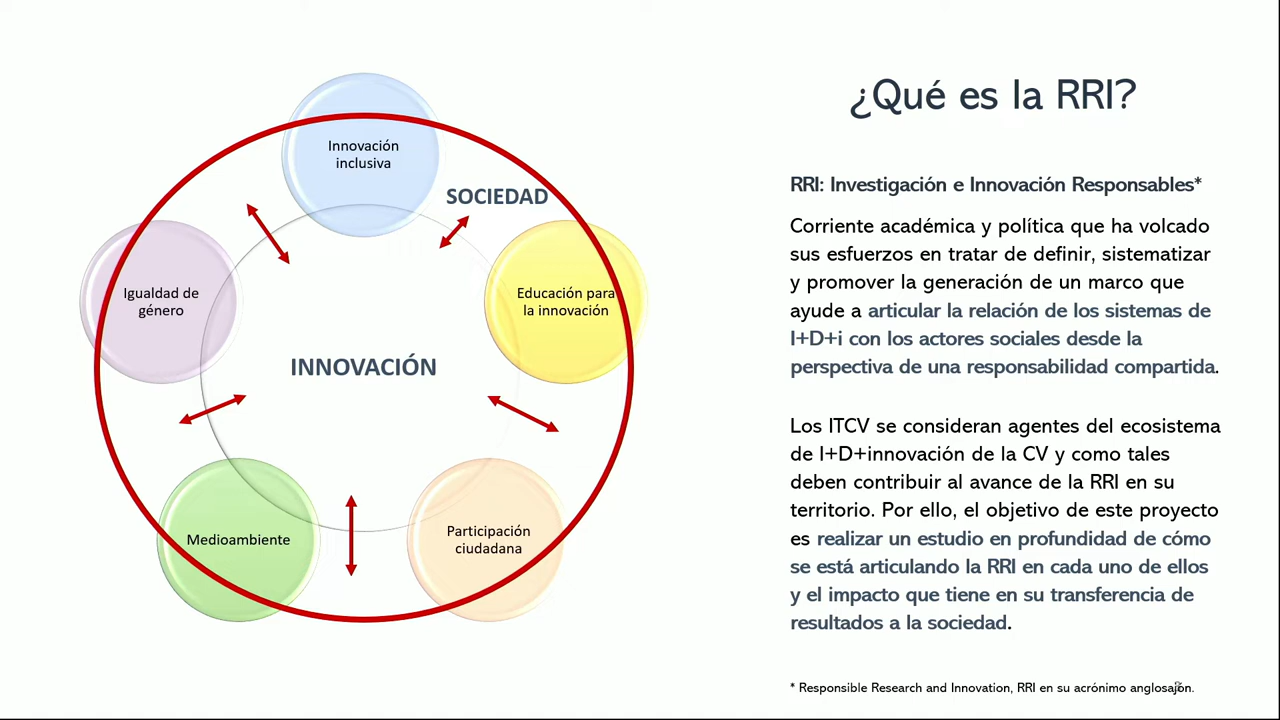 ¿Qué es la RRI?
Innovación
inclusiva
SOCIEDAD
Igualdad de
género
Educación para
la innovación
INNOVACIÓN
Medioambiente
Participación
ciudadana
RRI: Investigación e Innovación Responsables*
Corriente académica y política que ha volcado
sus esfuerzos en tratar de definir, sistematizar
y promover la generación de un marco que
ayude a articular la relación de los sistemas de
I+D+i con los actores sociales desde la
perspectiva de una responsabilidad compartida.
Los ITCV se consideran agentes del ecosistema
de I+D+innovación de la CV y como tales
deben contribuir al avance de la RRI en su
territorio. Por ello, el objetivo de este proyecto
es realizar un estudio en profundidad de cómo
se está articulando la RRI en cada uno de ellos
y el impacto que tiene en su transferencia de
resultados a la sociedad.
* Responsible Research and Innovation, RRI en su acrónimo anglosajón.